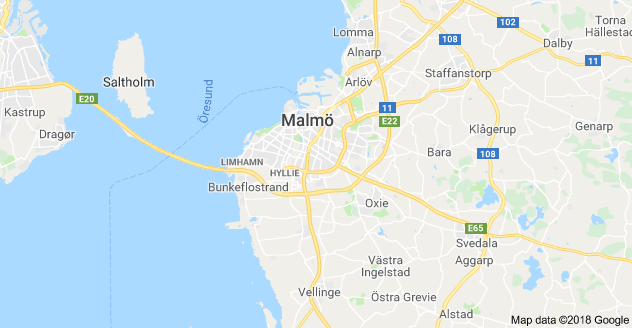 102
Torna
Hällestad
Lomma
108
Dalby
Alnarp
11
Staffanstorp
Arlöv
Saltholm
E20
Öresund
11
Kastrup
Malmö
E22
Klågerup
Genarp
Dragør
Bara
108
LIMHAMN
HYLLIE
Bunkeflostrand
Oxie
E65
Svedala
Västra
Ingelstad
Aggarp
Vellinge
Östra Grevie
Alstad
Map data ©2018 Google